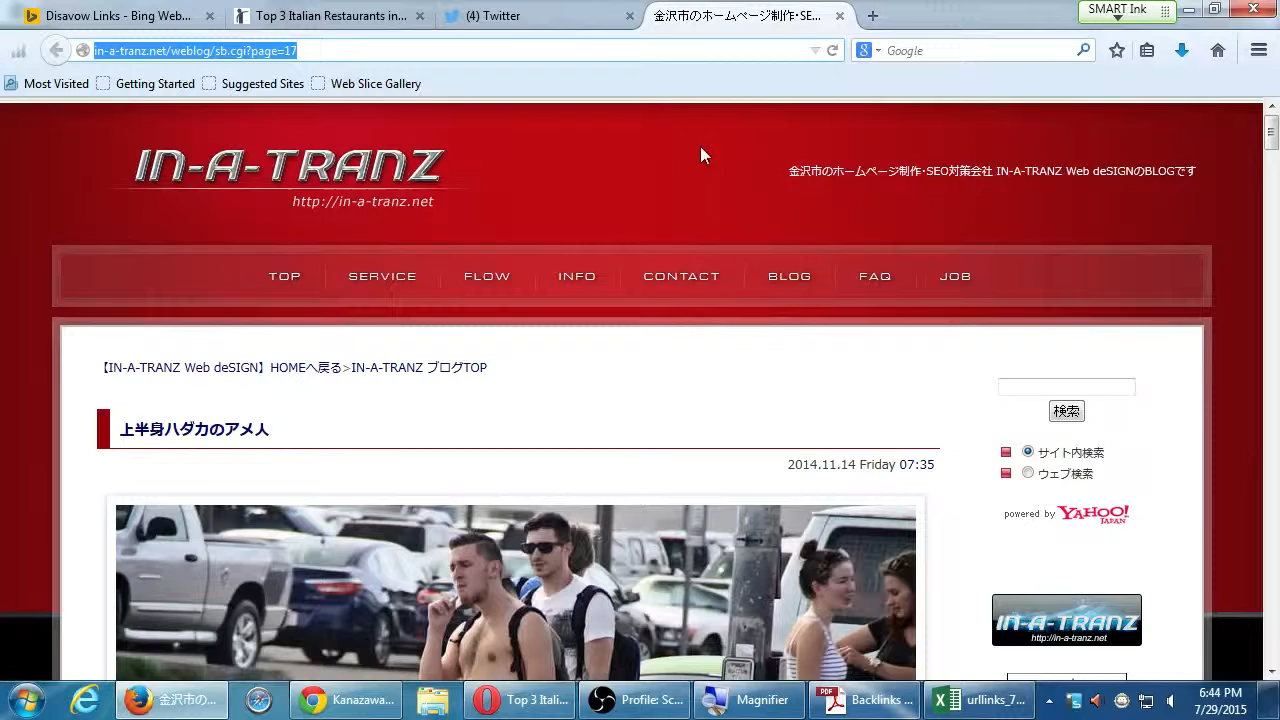 Disavow Links - Bing Web...
Top 3 Italian Restaurants in...
(4) Twitter
金沢市のホームページ制作･SE...
SMART Ink
in-a-tranz.net/weblog/sb.cgi?page=17
Google
Most Visited
Getting Started
Suggested Sites
Web Slice Gallery
IN-A-TRANZ
http://in-a-tranz.net
金沢市のホームページ制作･SEO対策会社 IN-A-TRANZ Web deSIGNのBLOGです
TOP
SERVICE
FLOW
INFO
CONTACT
BLOG
FAQ
JOB
【IN-A-TRANZ Web deSIGN】HOMEへ戻る>IN-A-TRANZ ブログTOP
検索
上半身ハダカのアメ人
サイト内検索
2014.11.14 Friday 07:35
ウェブ検索
powered by YAHOO! JAPAN
IN-A-TRANZ
http://in-a-tranz.net
金沢市の...
Kanazawa...
Top 3 Itali...
Profile: Sc...
Magnifier
PDF
Backlinks ...
urllinks_7...
6:44 PM
7/29/2015